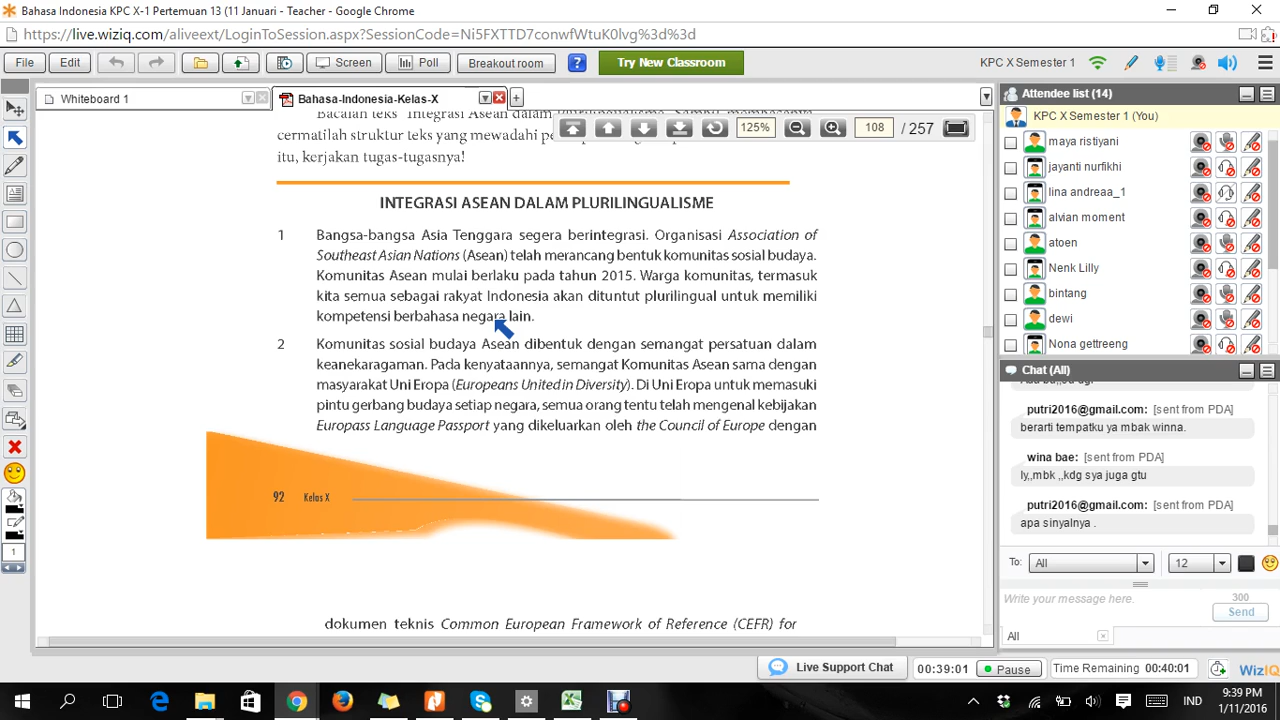 Bahasa Indonesia KPC X-1 Pertemuan 13 (11 Januari - Teacher - Google Chrome
https://live.wiziq.com/aliveext/LoginToSession.aspx?SessionCode=Ni5FXTTD7conwfWtuK0lvg%3d%3d
File Edit Screen Poll Breakout room ? Try New Classroom KPC X Semester 1
Whiteboard 1 Bahasa-Indonesia-Kelas-X
Bacalah teks "Integrasi Asean dalam
cermatilah struktur teks yang mewadahi
itu, kerjakan tugas-tugasnya!
125% 108 / 257
INTEGRASI ASEAN DALAM PLURILINGUALISME
1 Bangsa-bangsa Asia Tenggara segera berintegrasi. Organisasi Association of
Southeast Asian Nations (Asean) telah merancang bentuk komunitas sosial budaya.
Komunitas Asean mulai berlaku pada tahun 2015. Warga komunitas, termasuk
kita semua sebagai rakyat Indonesia akan dituntut plurilingual untuk memiliki
kompetensi berbahasa negara lain.
2 Komunitas sosial budaya Asean dibentuk dengan semangat persatuan dalam
keanekaragaman. Pada kenyataannya, semangat Komunitas Asean sama dengan
masyarakat Uni Eropa (Europeans United in Diversity). Di Uni Eropa untuk memasuki
pintu gerbang budaya setiap negara, semua orang tentu telah mengenal kebijakan
Europass Language Passport yang dikeluarkan oleh the Council of Europe dengan
92 Kelas X
dokumen teknis Common European Framework of Reference (CEFR) for
1
Attendee list (14)
KPC X Semester 1 (You)
maya ristiyani
jayanti nurfikhi
lina andreaa_1
alvian moment
atoen
Nenk Lilly
bintang
dewi
Nona gettreeng
Chat (All)
putri2016@gmail.com: [sent from PDA]
berarti tempatku ya mbak winna.
wina bae: [sent from PDA]
Iy,,mbk ,,kdg sya juga gtu
putri2016@gmail.com: [sent from PDA]
apa sinyalnya .
To: All 12
Write your message here. 300
Send
All
Live Support Chat 00:39:01 Pause Time Remaining 00:40:01 WizIQ
IND 9:39 PM
1/11/2016